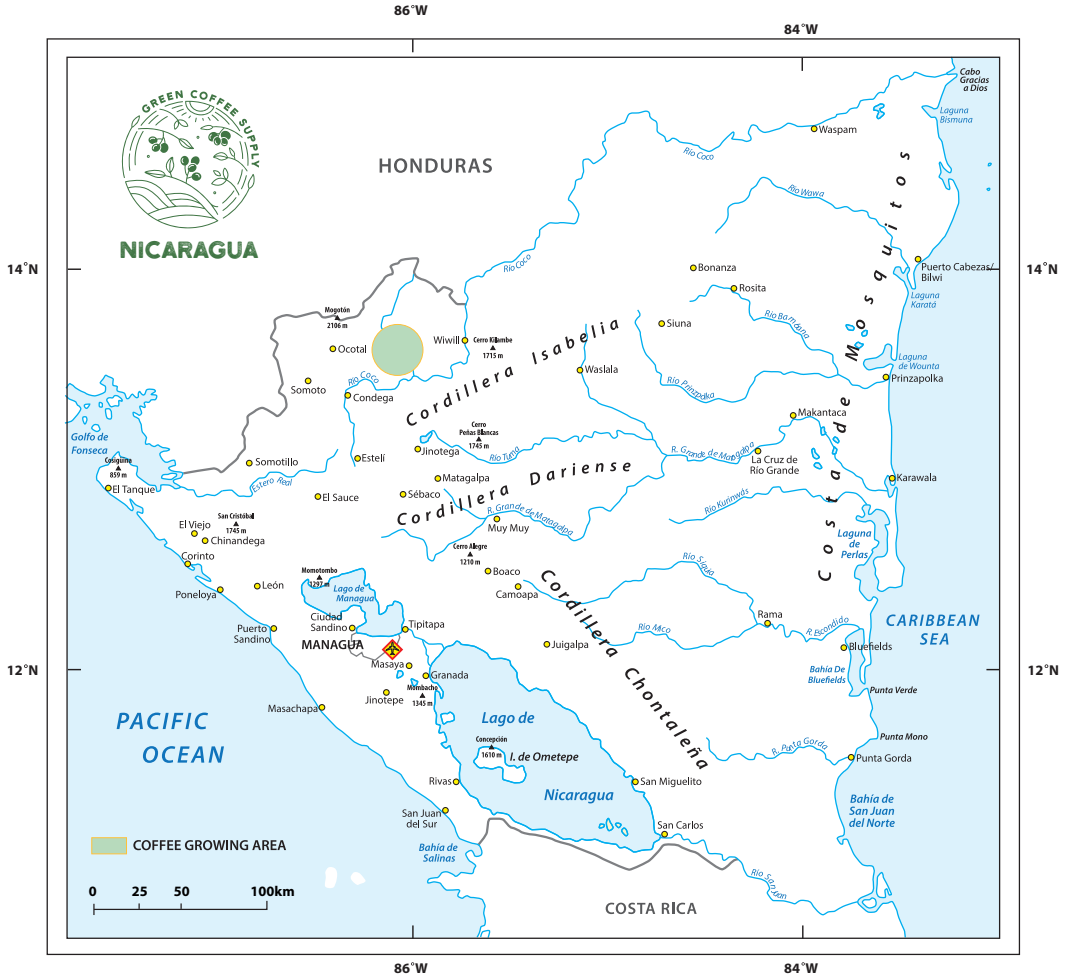 86°W
84°W
GREEN COFFEE SUPPLY
NICARAGUA
HONDURAS
Cabo
Gracias
a Dios
Laguna
Bismuna
Waspam
Río Coco
Río Wawa
14°N
14°N
Río Coco
Bonanza
Puerto Cabezas/
Bilwi
Rosita
Laguna
Karatá
Mogotón
2106 m
Siuna
Río Bambana
Ocotal
Wiwill
Cerro Kilambe
1715 m
Cordillera Isabelia
Costa de Mosquitos
Laguna
de Wounta
Waslala
Prinzapolka
Río Prinzpolka
Somoto
Río Coco
Condega
Makantaca
Golfo de
Fonseca
Cerro
Peñas Blancas
1745 m
Jinotega
Río Tuma
R. Grande de Matagalpa
La Cruz de
Río Grande
Cosigüina
859 m
Somotillo
Estelí
Cordillera Dariense
Matagalpa
Karawala
El Tanque
Estero Real
El Sauce
Sébaco
R. Grande de Matagalpa
Río Kurinwás
San Cristóbal
1745 m
Muy Muy
El Viejo
Chinandega
Laguna
de
Perlas
Corinto
Cerro Alegre
1210 m
Río Siquia
Momotombo
1297 m
Boaco
Camoapa
Cordillera Chontaleña
León
Poneloya
Lago de
Managua
Ciudad
Sandino
Tipitapa
Puerto
Sandino
MANAGUA
Río Mico
Rama
R. Escondido
CARIBBEAN
SEA
Juigalpa
Bluefields
Masaya
12°N
12°N
Granada
Bahía De
Bluefields
Jinotepe
Mombacho
1345 m
Punta Verde
Masachapa
PACIFIC
OCEAN
Lago de
Nicaragua
Concepción
1610 m
I. de Ometepe
Punta Mono
R. Punta Gorda
Punta Gorda
Rivas
San Miguelito
San Juan
del Sur
Bahía de
San Juan
del Norte
San Carlos
Bahía de
Salinas
COFFEE GROWING AREA
Río San Juan
0 25 50 100km
COSTA RICA
86°W
84°W